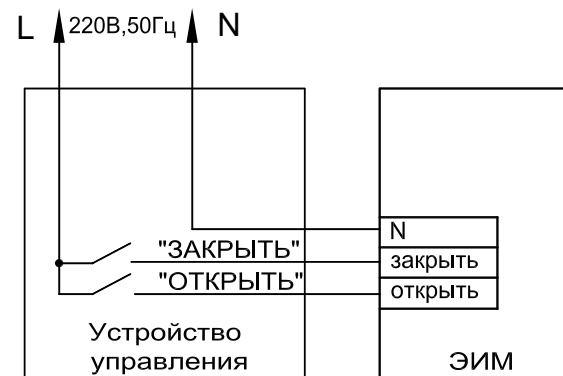 L 220В,50Гц N
N
"ЗАКРЫТЬ" закрыть
"ОТКРЫТЬ" открыть
Устройство
управления
ЭИМ